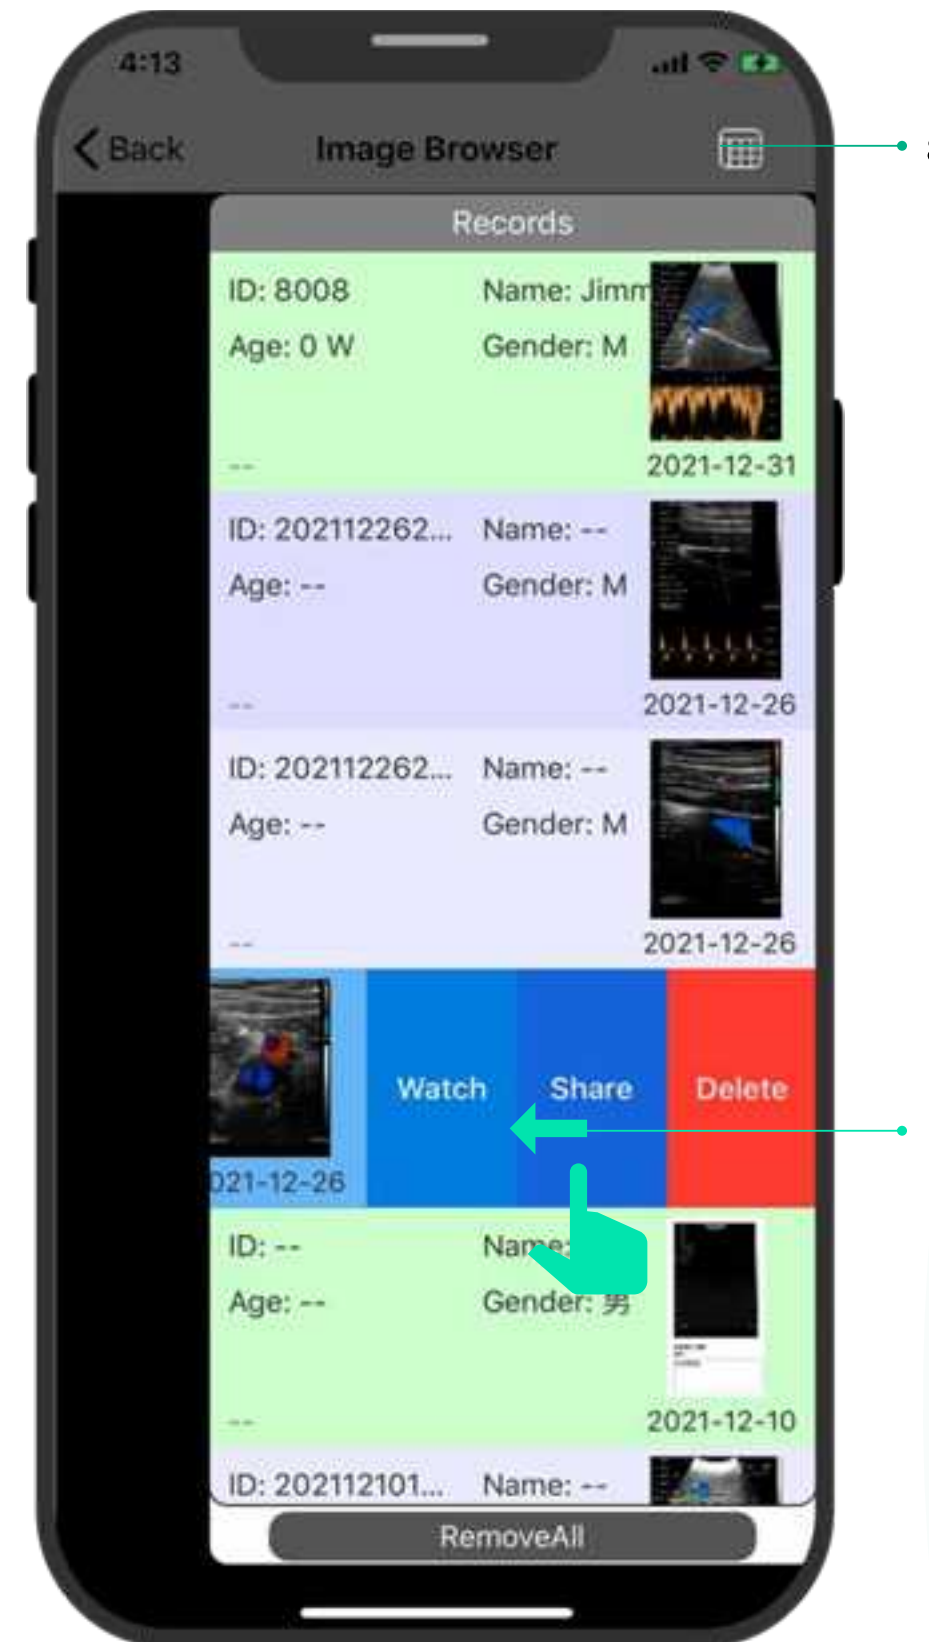 4:13
Back
Image Browser
Records
ID: 8008 Name: Jimm
Age: 0 W Gender: M
--
2021-12-31
ID: 202112262... Name: --
Age: -- Gender: M
--
2021-12-26
ID: 202112262... Name: --
Age: -- Gender: M
--
2021-12-26
Watch Share Delete
021-12-26
ID: -- Name:
Age: -- Gender: 男
--
2021-12-10
ID: 202112101... Name: --
RemoveAll